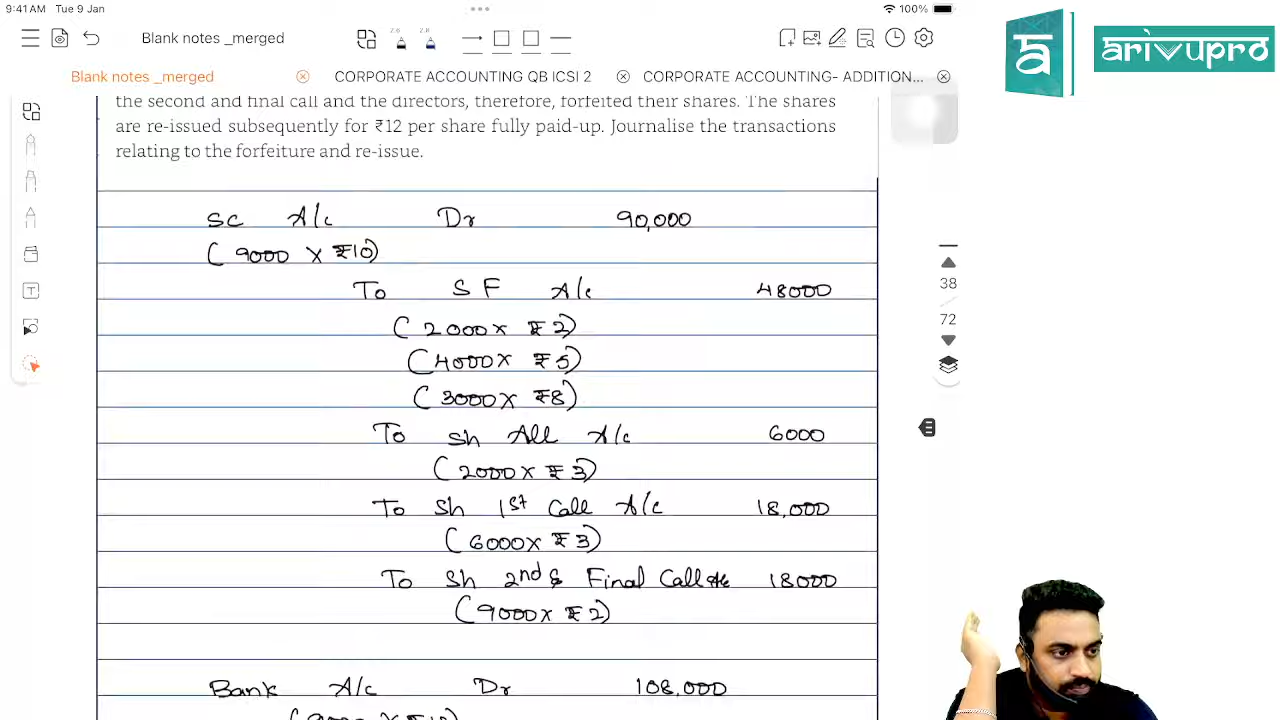 9:41 AM Tue 9 Jan
100%
Blank notes _merged
Blank notes _merged
CORPORATE ACCOUNTING QB ICSI 2
CORPORATE ACCOUNTING- ADDITION...
arivupro
the second and final call and the directors, therefore, forfeited their shares. The shares
are re-issued subsequently for ₹12 per share fully paid-up. Journalise the transactions
relating to the forfeiture and re-issue.
SC A/c Dr 90,000
(9000 X ₹10)
To SF A/c 48000
(2000 X ₹2)
(4000 X ₹5)
(3000 X ₹8)
To Sh All A/c 6000
(2000 X ₹3)
To Sh 1st Call A/c 18,000
(6000 X ₹3)
To Sh 2nd & Final Call A/c 18000
(9000 X ₹2)
Bank A/c Dr 108,000
38
72